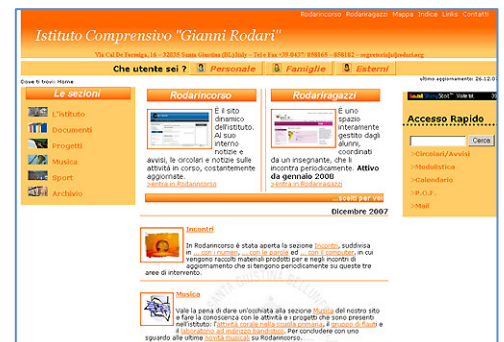 Rodarincorso Rodariragazzi Mappa Indice Links Contatti
Istituto Comprensivo "Gianni Rodari"
Via Cal De Formiga, 16 - 32035 Santa Giustina (BL) Italy - Tel e Fax +39-0437- 858165 - 858182 -
Che utente sei ? Personale Famiglie Esterni
Dove ti trovi: Home
ultimo aggiornamento: 26.12.0
Le sezioni
L'istituto
Documenti
Progetti
Musica
Sport
Archivio
Rodarincorso
È il sito
dinamico
dell'istituto.
Al suo
interno
notizie e
avvisi, le circolari e notizie sulle
attività in corso, costantemente
aggiornate.
>entra in Rodarincorso
Rodariragazzi
È uno
spazio
interamente
gestito dagli
alunni,
coordinati
da un insegnante, che li
incontra periodicamente. Attivo
da gennaio 2008
>entra in Rodariragazzi
...scelti per voi
Dicembre 2007
Incontri
In Rodarincorso è stata aperta la sezione Incontri, suddivisa
in ... con i numeri, ... con le parole ed ... con il computer, in cui
vengono raccolti materiali prodotti per e negli incontri di
aggiornamento che si tengono periodicamente su queste tre
aree di intervento.
Musica
Vale la pena di dare un'occhiata alla sezione Musica del nostro sito
e fare la conoscenza con le attività e i progetti che sono presenti
nell'istituto: l'attività corale nella scuola primaria, il gruppo di flauti e
il laboratorio ad indirizzo bandistico. Per concludere con uno
sguardo alle ultime novità musicali su Rodarincorso.
Accesso Rapido
Cerca
>Circolari/Avvisi
>Modulistica
>Calendario
>P.O.F.
>Mail